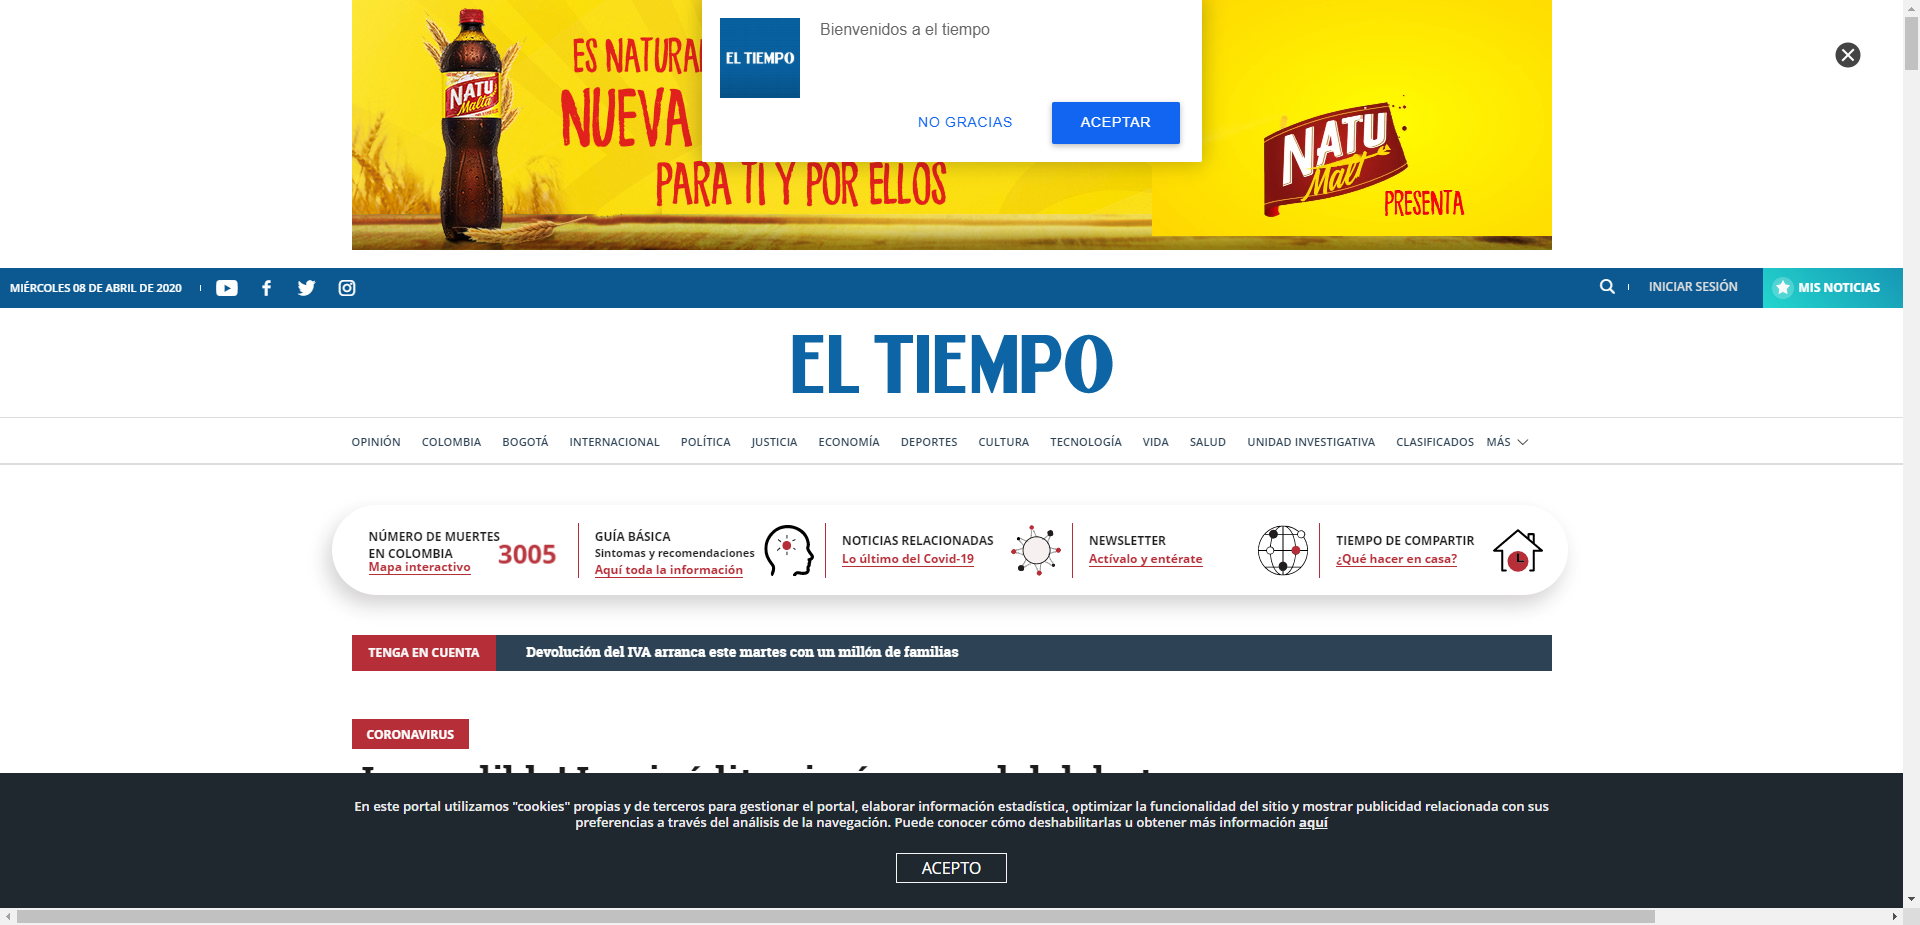 Bienvenidos a el tiempo
EL TIEMPO
NO GRACIAS
ACEPTAR
NATU
Malta
ES NATURAL
NUEVA
PARA TI Y POR ELLOS
NATU
Malt
PRESENTA
MIÉRCOLES 08 DE ABRIL DE 2020
INICIAR SESIÓN
MIS NOTICIAS
EL TIEMPO
OPINIÓN COLOMBIA BOGOTÁ INTERNACIONAL POLÍTICA JUSTICIA ECONOMÍA DEPORTES CULTURA TECNOLOGÍA VIDA SALUD UNIDAD INVESTIGATIVA CLASIFICADOS MÁS
NÚMERO DE MUERTES
EN COLOMBIA
3005
Mapa interactivo
GUÍA BÁSICA
Sintomas y recomendaciones
Aquí toda la información
NOTICIAS RELACIONADAS
Lo último del Covid-19
NEWSLETTER
Actívalo y entérate
TIEMPO DE COMPARTIR
¿Qué hacer en casa?
TENGA EN CUENTA
Devolución del IVA arranca este martes con un millón de familias
CORONAVIRUS
En este portal utilizamos "cookies" propias y de terceros para gestionar el portal, elaborar información estadística, optimizar la funcionalidad del sitio y mostrar publicidad relacionada con sus
preferencias a través del análisis de la navegación. Puede conocer cómo deshabilitarlas u obtener más información aquí
ACEPTO